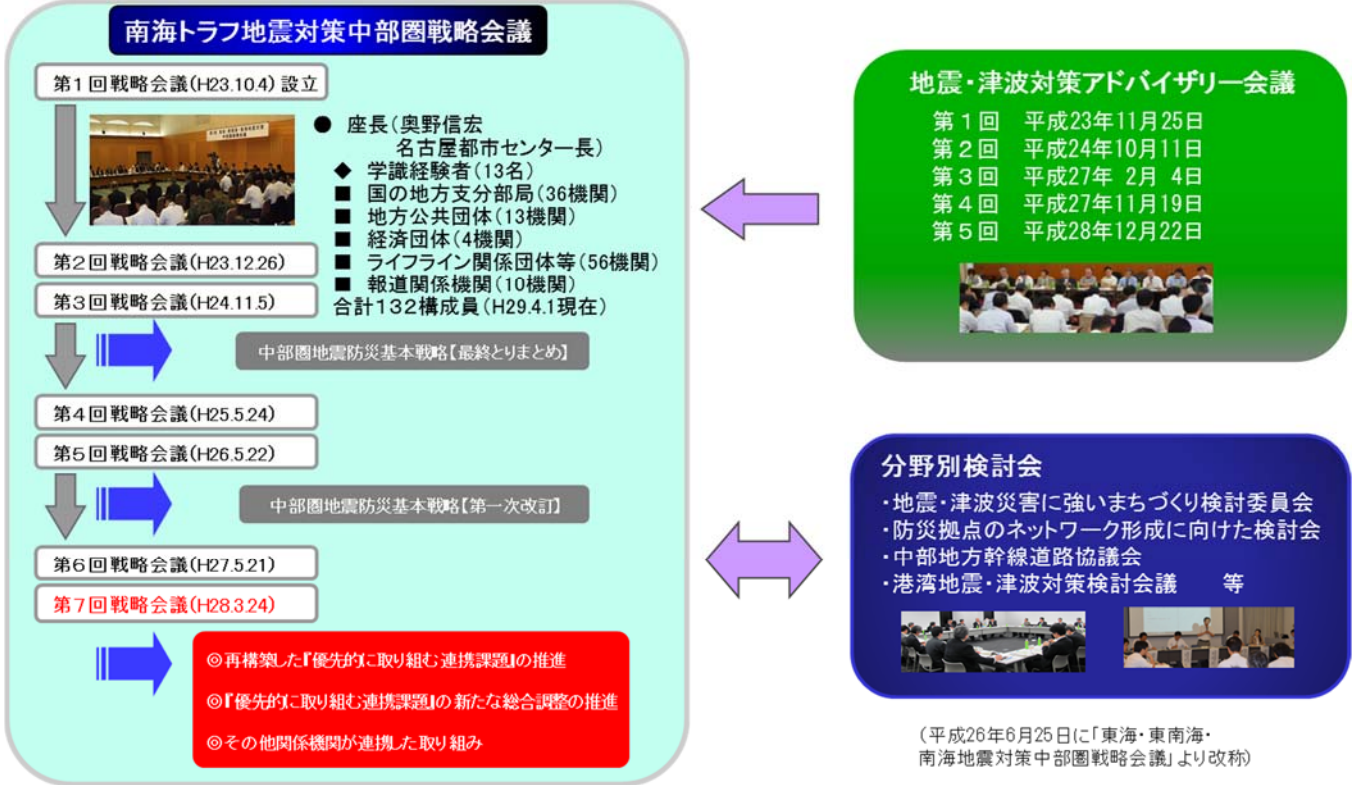 南海トラフ地震対策中部圏戦略会議
第1回戦略会議(H23.10.4) 設立
● 座長(奥野信宏
名古屋都市センター長)
◆ 学識経験者(13名)
■ 国の地方支分部局(36機関)
■ 地方公共団体(13機関)
■ 経済団体(4機関)
■ ライフライン関係団体等(56機関)
■ 報道関係機関(10機関)
合計132構成員(H29.4.1現在)
第2回戦略会議(H23.12.26)
第3回戦略会議(H24.11.5)
中部圏地震防災基本戦略【最終とりまとめ】
第4回戦略会議(H25.5.24)
第5回戦略会議(H26.5.22)
中部圏地震防災基本戦略【第一次改訂】
第6回戦略会議(H27.5.21)
第7回戦略会議(H28.3.24)
◎再構築した『優先的に取り組む連携課題』の推進
◎『優先的に取り組む連携課題』の新たな総合調整の推進
◎その他関係機関が連携した取り組み
地震・津波対策アドバイザリー会議
第1回 平成23年11月25日
第2回 平成24年10月11日
第3回 平成27年 2月 4日
第4回 平成27年11月19日
第5回 平成28年12月22日
分野別検討会
・地震・津波災害に強いまちづくり検討委員会
・防災拠点のネットワーク形成に向けた検討会
・中部地方幹線道路協議会
・港湾地震・津波対策検討会議 等
(平成26年6月25日に「東海・東南海・
南海地震対策中部圏戦略会議」より改称)